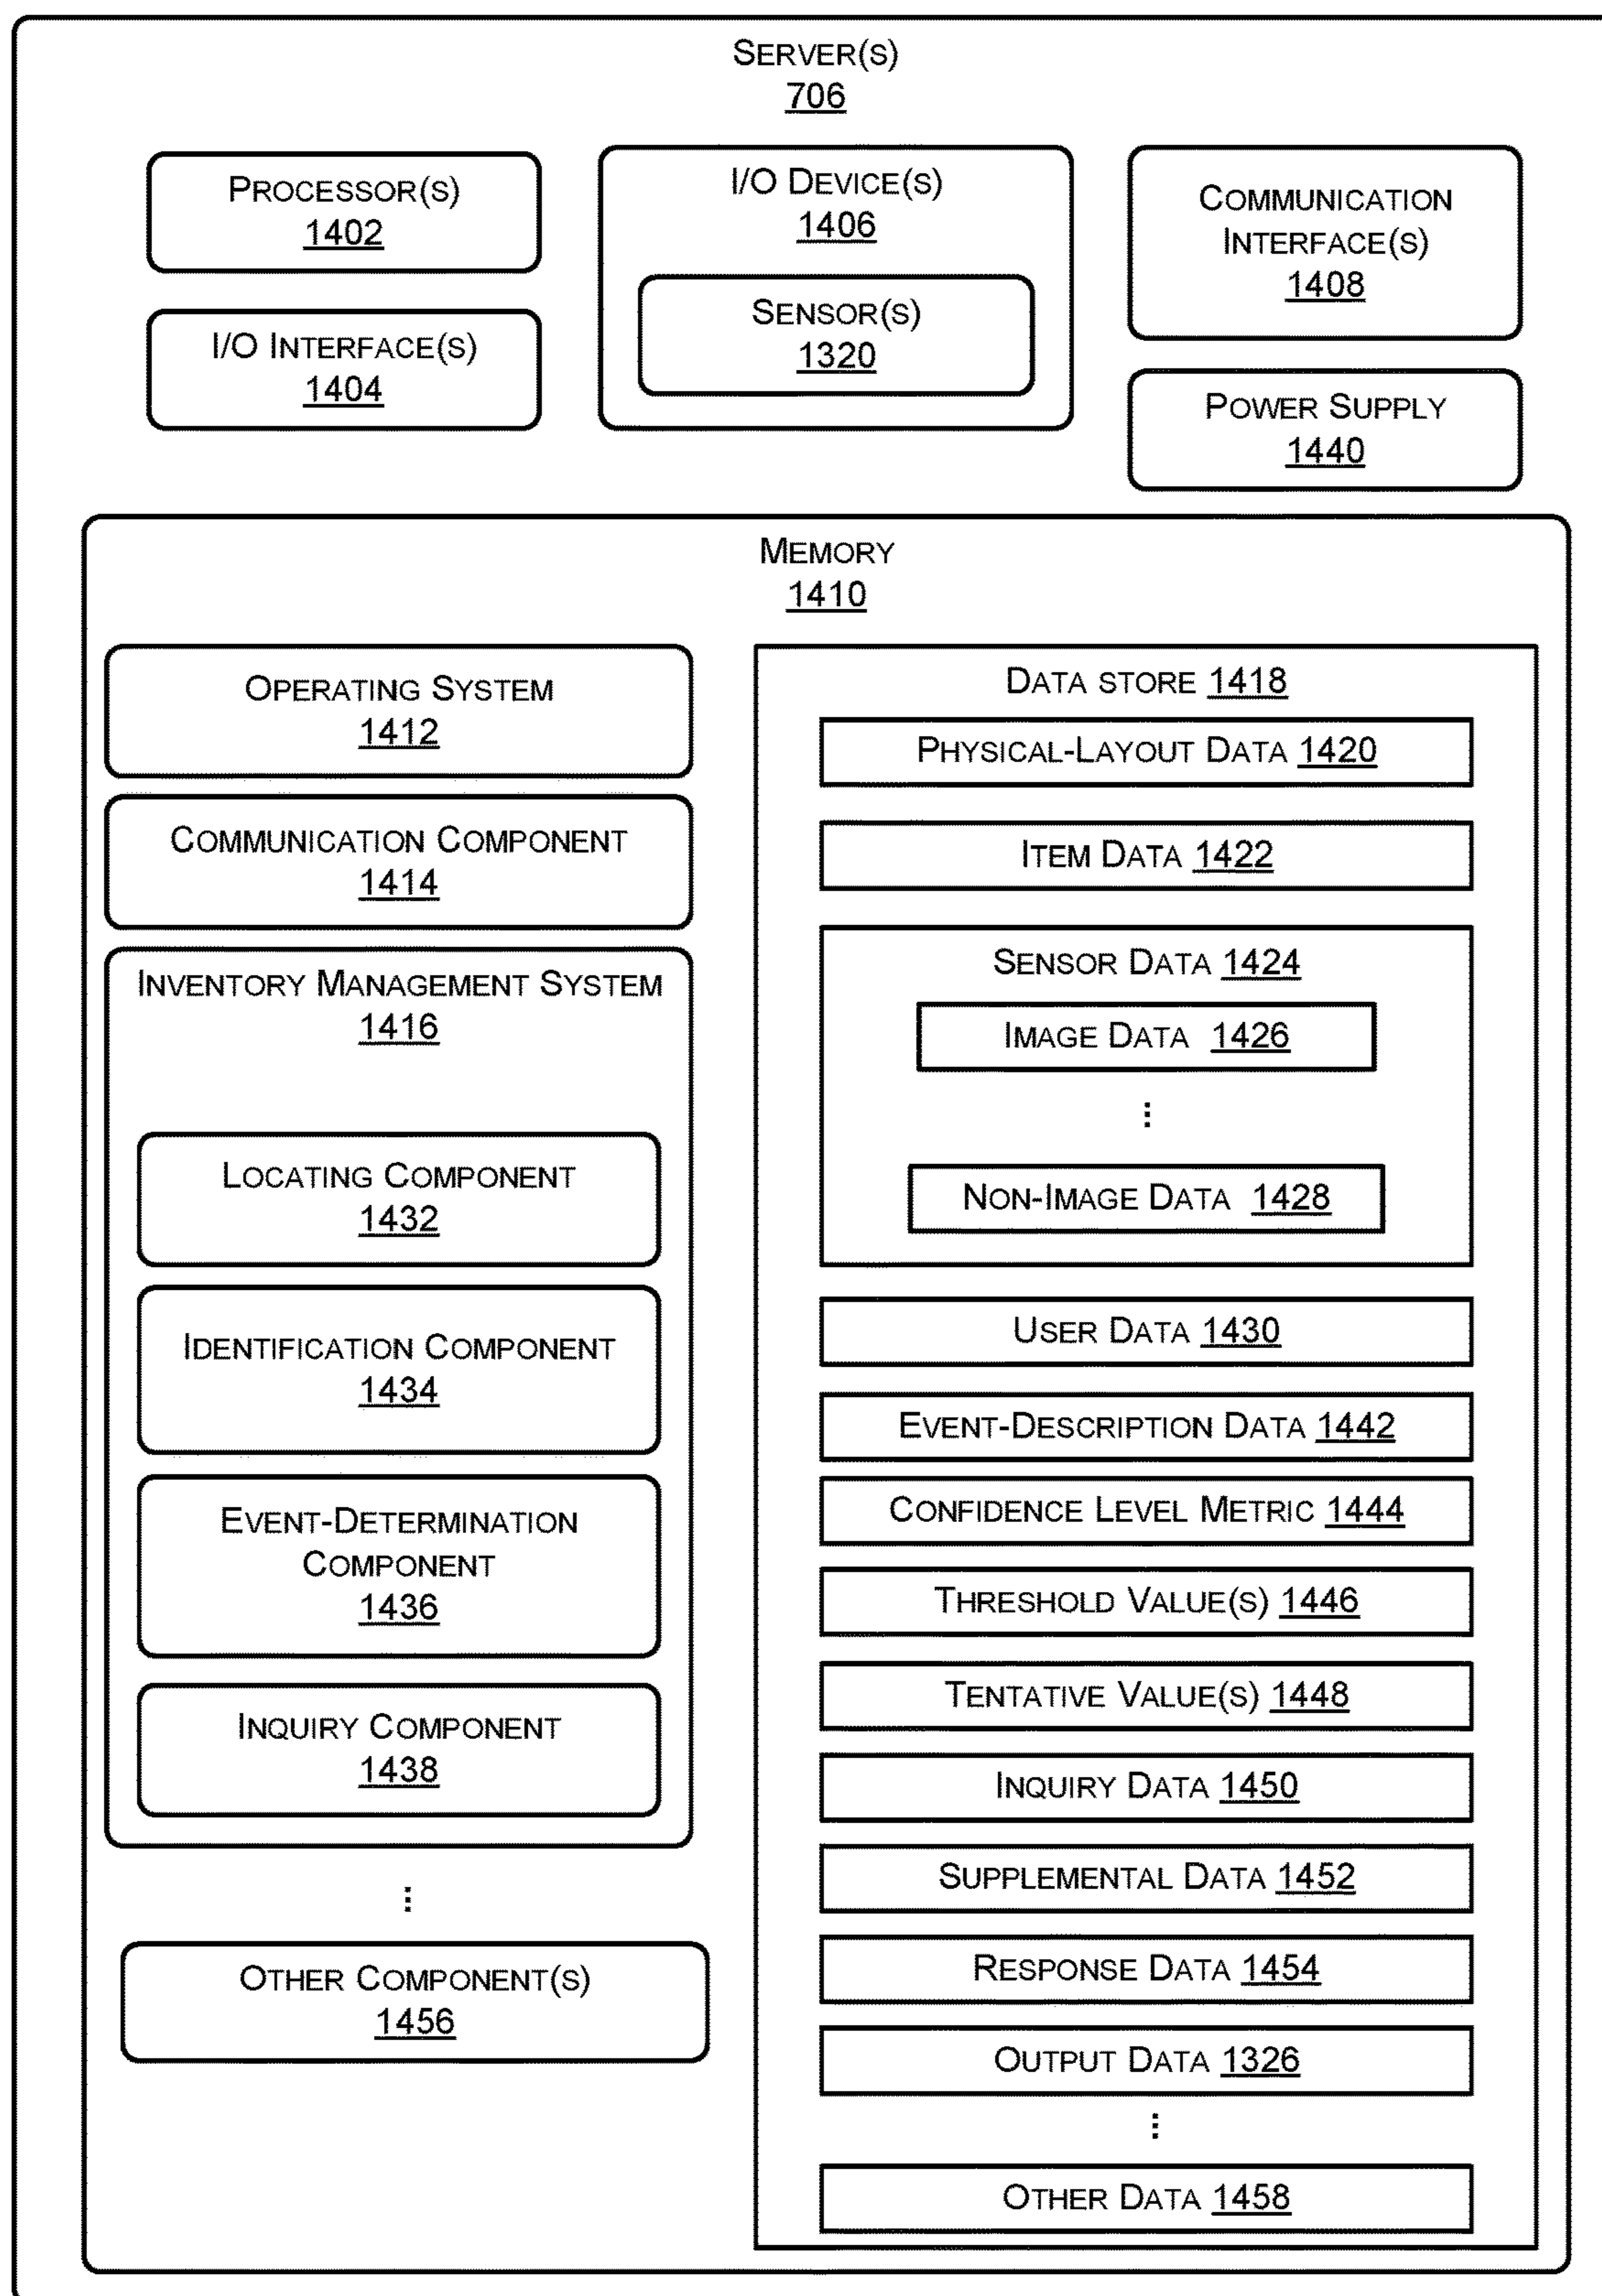 SERVER(S)
706
PROCESSOR(S)
1402
I/O INTERFACE(S)
1404
I/O DEVICE(S)
1406
SENSOR(S)
1320
COMMUNICATION
INTERFACE(S)
1408
POWER SUPPLY
1440
MEMORY
1410
OPERATING SYSTEM
1412
COMMUNICATION COMPONENT
1414
INVENTORY MANAGEMENT SYSTEM
1416
LOCATING COMPONENT
1432
IDENTIFICATION COMPONENT
1434
EVENT-DETERMINATION
COMPONENT
1436
INQUIRY COMPONENT
1438
⋮
OTHER COMPONENT(S)
1456
DATA STORE 1418
PHYSICAL-LAYOUT DATA 1420
ITEM DATA 1422
SENSOR DATA 1424
IMAGE DATA 1426
⋮
NON-IMAGE DATA 1428
USER DATA 1430
EVENT-DESCRIPTION DATA 1442
CONFIDENCE LEVEL METRIC 1444
THRESHOLD VALUE(S) 1446
TENTATIVE VALUE(S) 1448
INQUIRY DATA 1450
SUPPLEMENTAL DATA 1452
RESPONSE DATA 1454
OUTPUT DATA 1326
⋮
OTHER DATA 1458